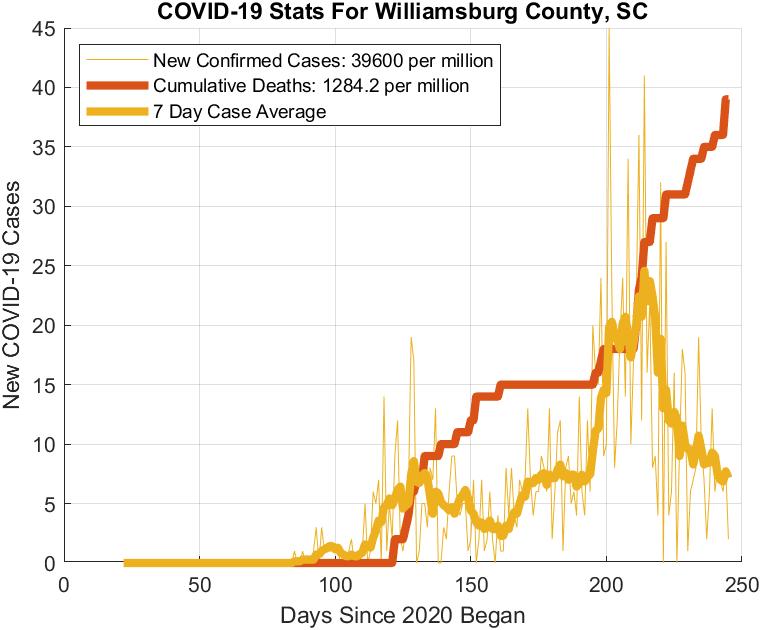 COVID-19 Stats For Williamsburg County, SC
New Confirmed Cases: 39600 per million
Cumulative Deaths: 1284.2 per million
7 Day Case Average
New COVID-19 Cases
45
40
35
30
25
20
15
10
5
0
0 50 100 150 200 250
Days Since 2020 Began